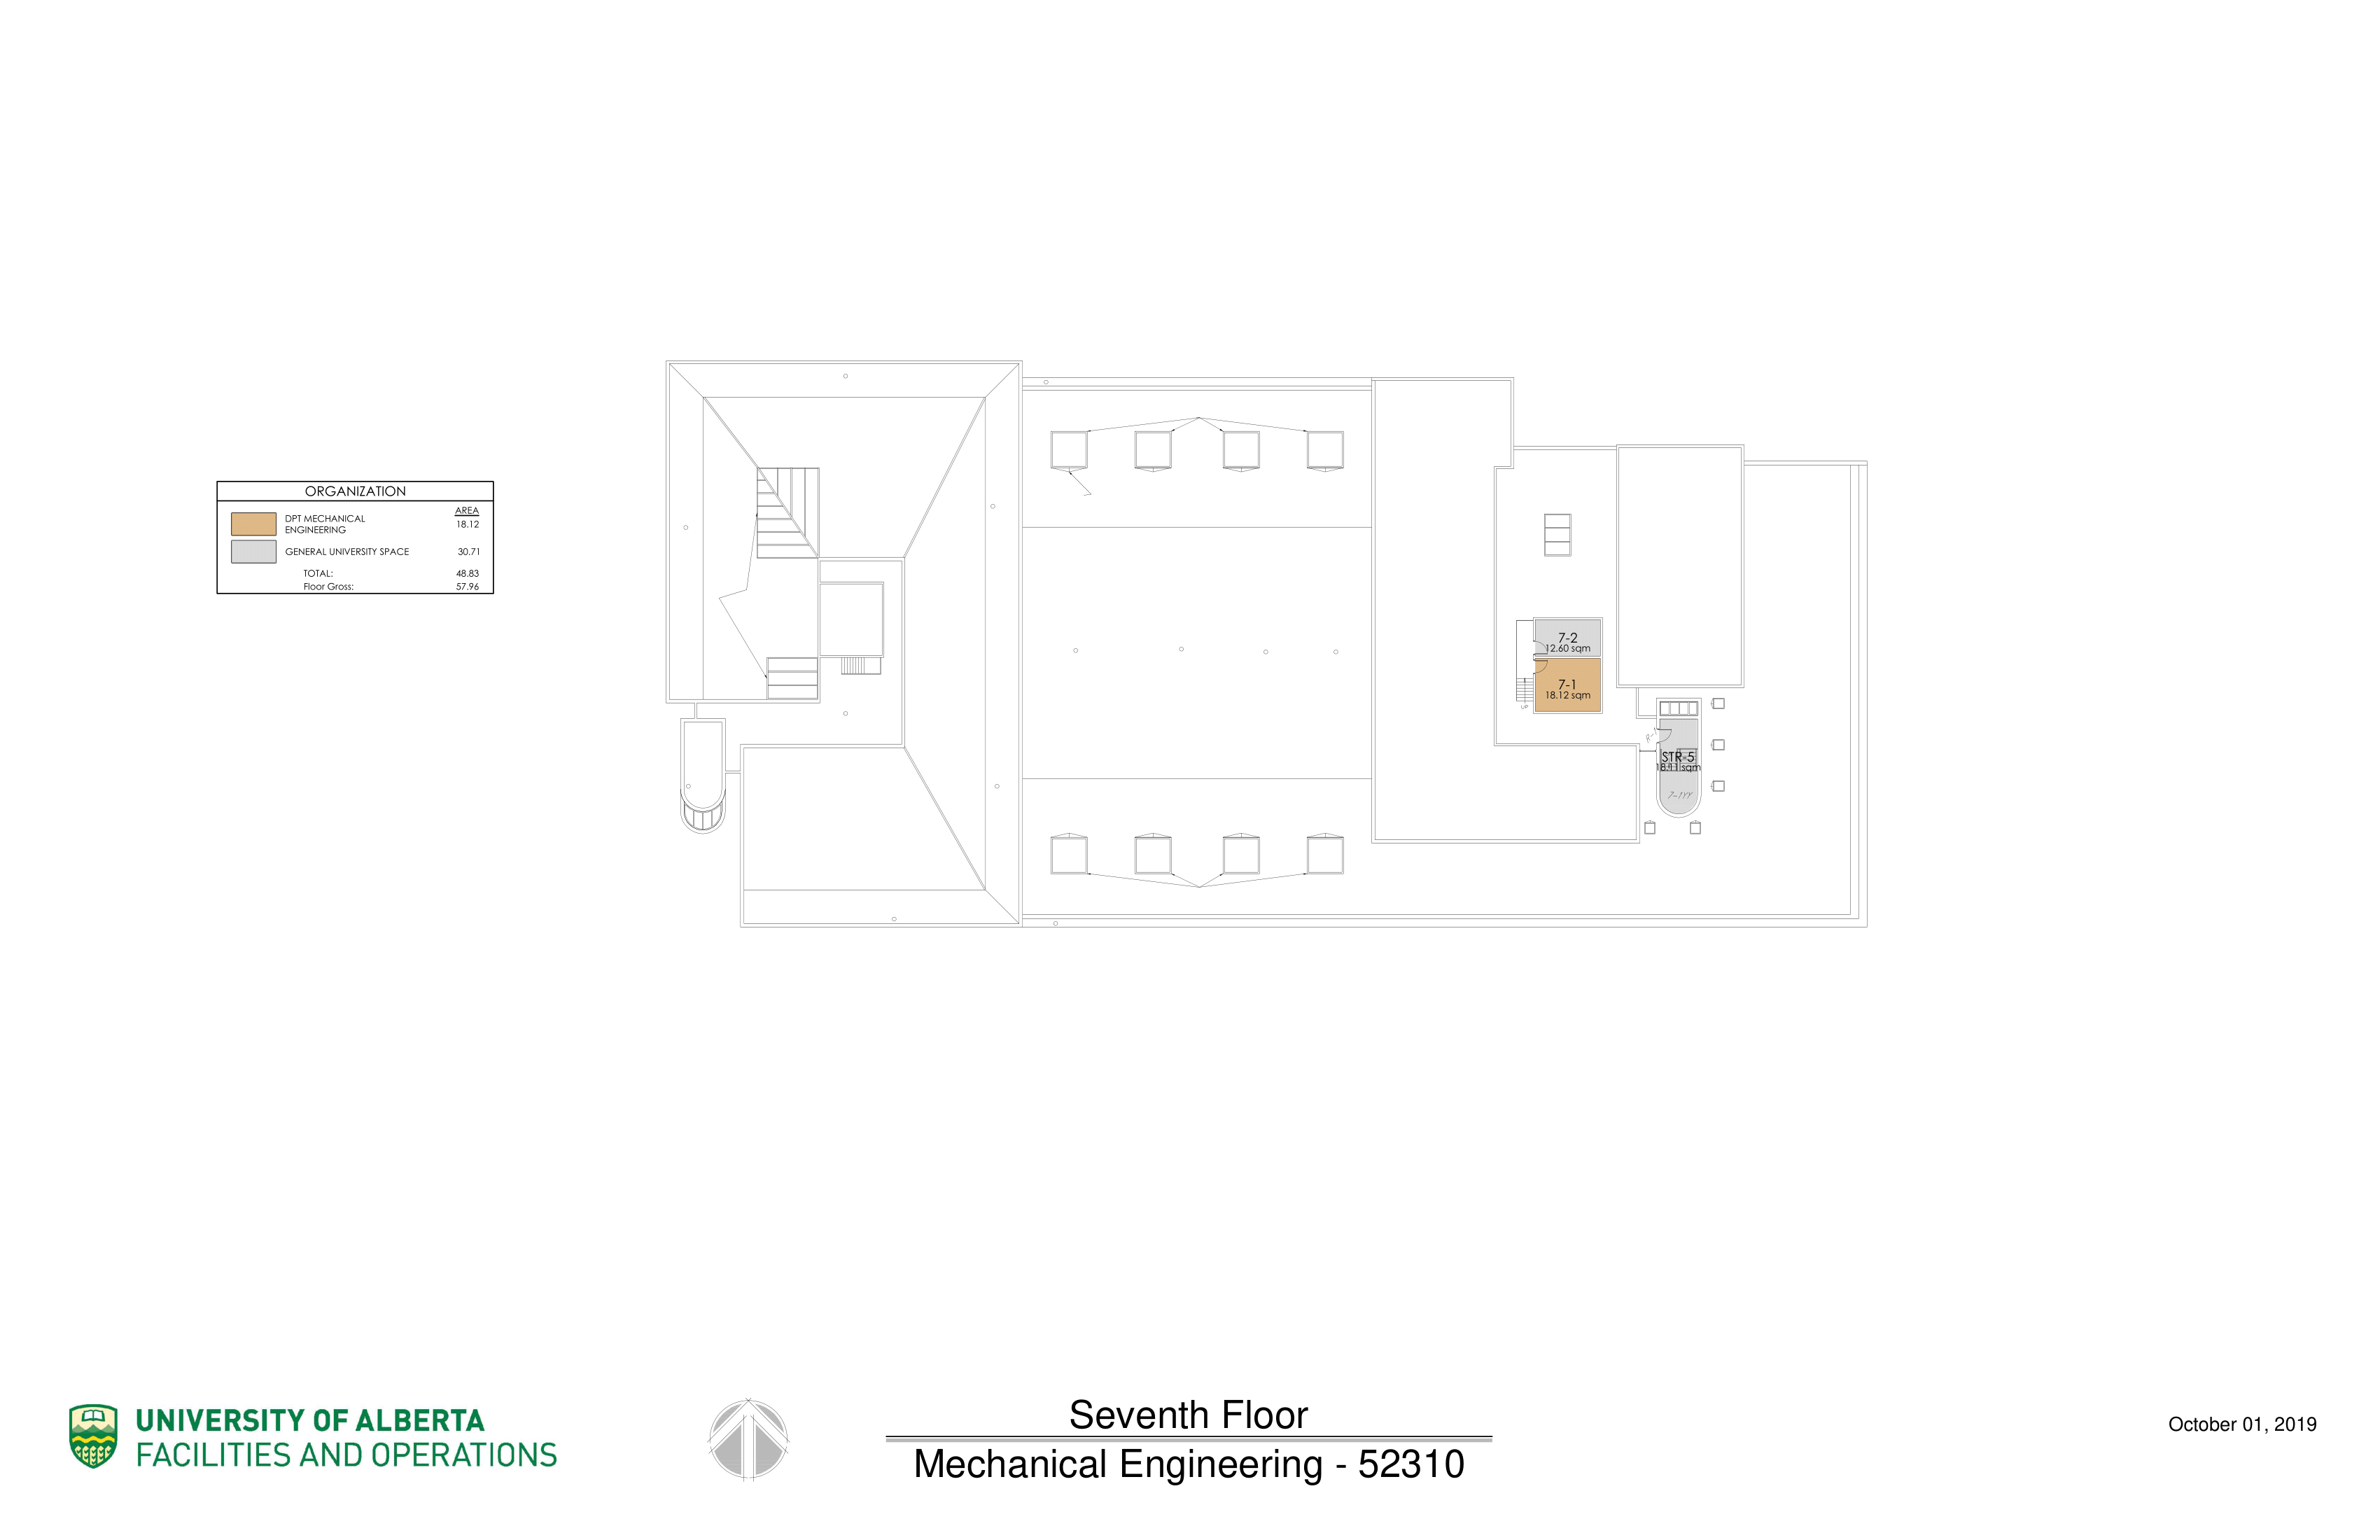 ORGANIZATION
AREA
DPT MECHANICAL
ENGINEERING
18.12
GENERAL UNIVERSITY SPACE 30.71
TOTAL: 48.83
Floor Gross: 57.96
7-2
12.60 sqm
7-1
18.12 sqm
UP
STR-5
18.11 sqm
UNIVERSITY OF ALBERTA
FACILITIES AND OPERATIONS
Seventh Floor
Mechanical Engineering - 52310
October 01, 2019